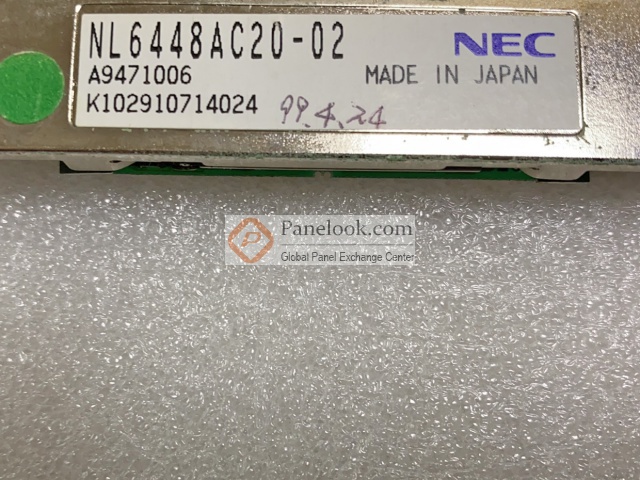 NL6448AC20-02 NEC
A9471006 MADE IN JAPAN
K102910714024 99.4.24
Panelook.com
Global Panel Exchange Center